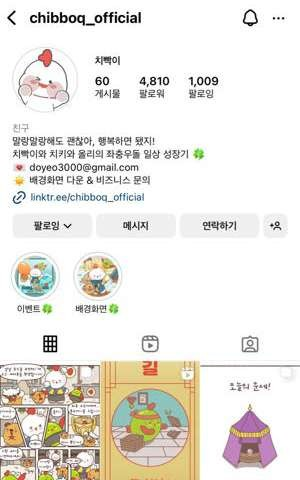 chibboq_official
치빡이
60
4,810
1,009
게시물
팔로워
팔로잉
친구
말랑말랑해도 괜찮아, 행복하면 됐지!
치빡이와 치키와 올리의 좌충우돌 일상 성장기 🍀
💌 doyeo3000@gmail.com
🌟 배경화면 다운 & 비즈니스 문의
linktr.ee/chibboq_official
팔로잉
메시지
연락하기
이벤트🍀
배경화면🍀
길
오늘의 운세!